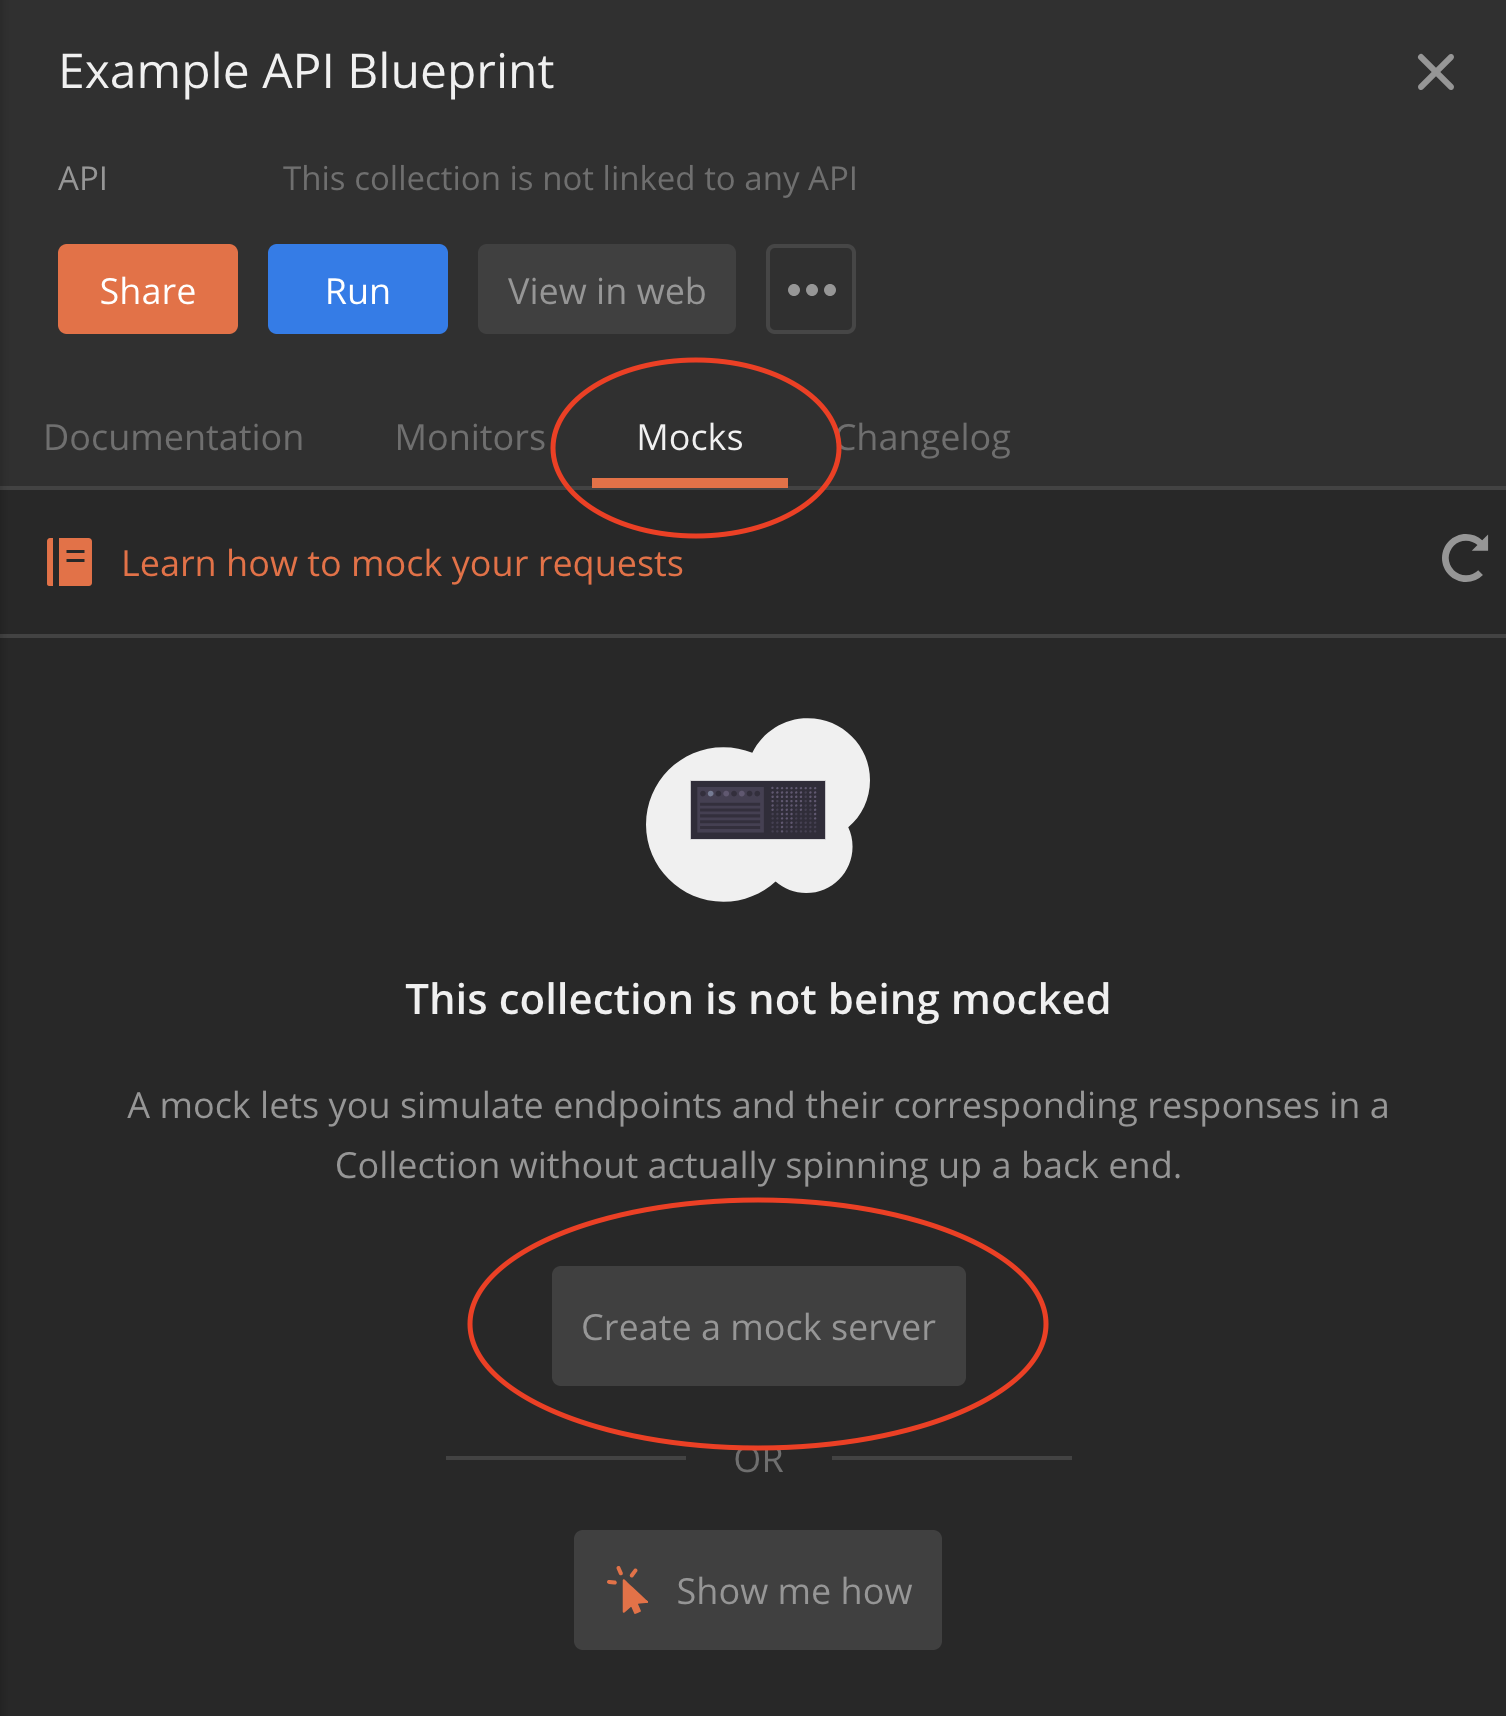 Example API Blueprint
API This collection is not linked to any API
Share Run View in web
Documentation Monitors Mocks Changelog
Learn how to mock your requests
This collection is not being mocked
A mock lets you simulate endpoints and their corresponding responses in a
Collection without actually spinning up a back end.
Create a mock server
OR
Show me how